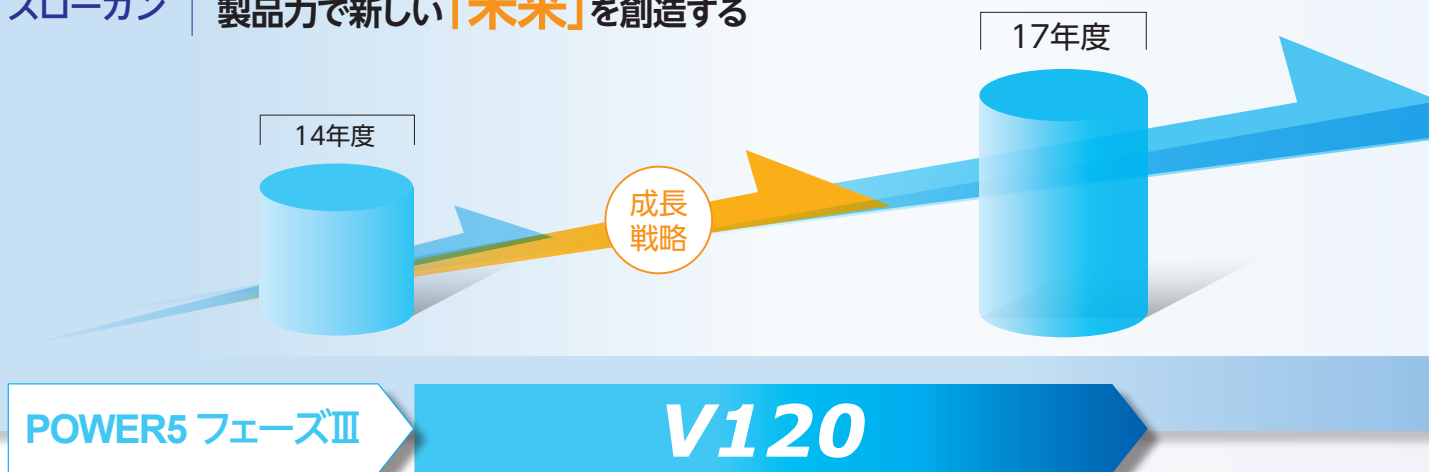 スローガン
製品力で新しい「未来」を創造する
17年度
14年度
成長
戦略
POWER5 フェーズⅢ
V120